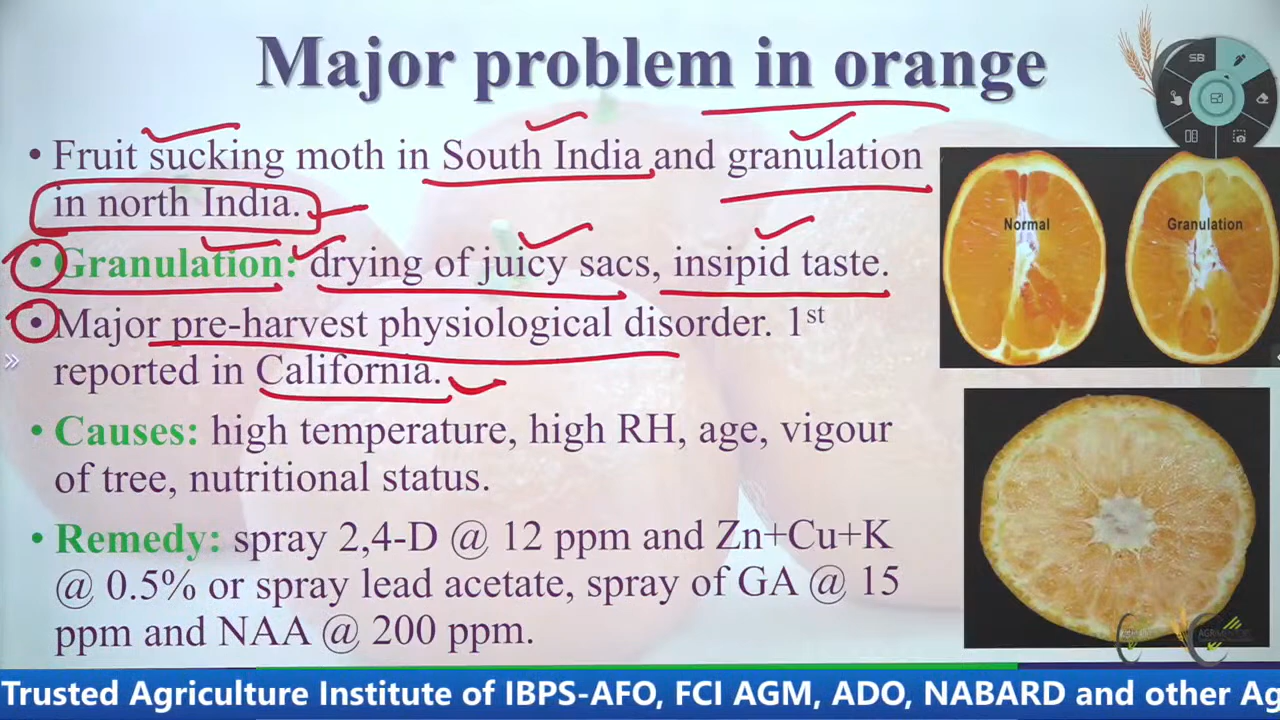 Major problem in orange
• Fruit sucking moth in South India and granulation
in north India.
• Granulation: drying of juicy sacs, insipid taste.
• Major pre-harvest physiological disorder. 1st
reported in California.
• Causes: high temperature, high RH, age, vigour
of tree, nutritional status.
• Remedy: spray 2,4-D @ 12 ppm and Zn+Cu+K
@ 0.5% or spray lead acetate, spray of GA @ 15
ppm and NAA @ 200 ppm.
SB
Normal
Granulation
Trusted Agriculture Institute of IBPS-AFO, FCI AGM, ADO, NABARD and other Ag